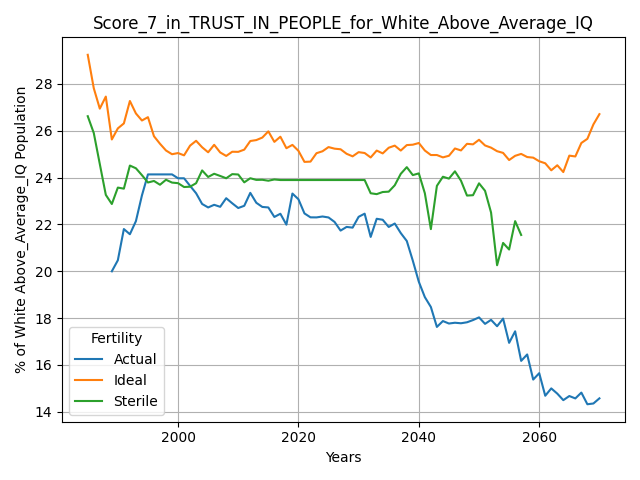 Score_7_in_TRUST_IN_PEOPLE_for_White_Above_Average_IQ
% of White Above_Average_IQ Population
28
26
24
22
20
18
16
14
Fertility
Actual
Ideal
Sterile
2000 2020 2040 2060
Years